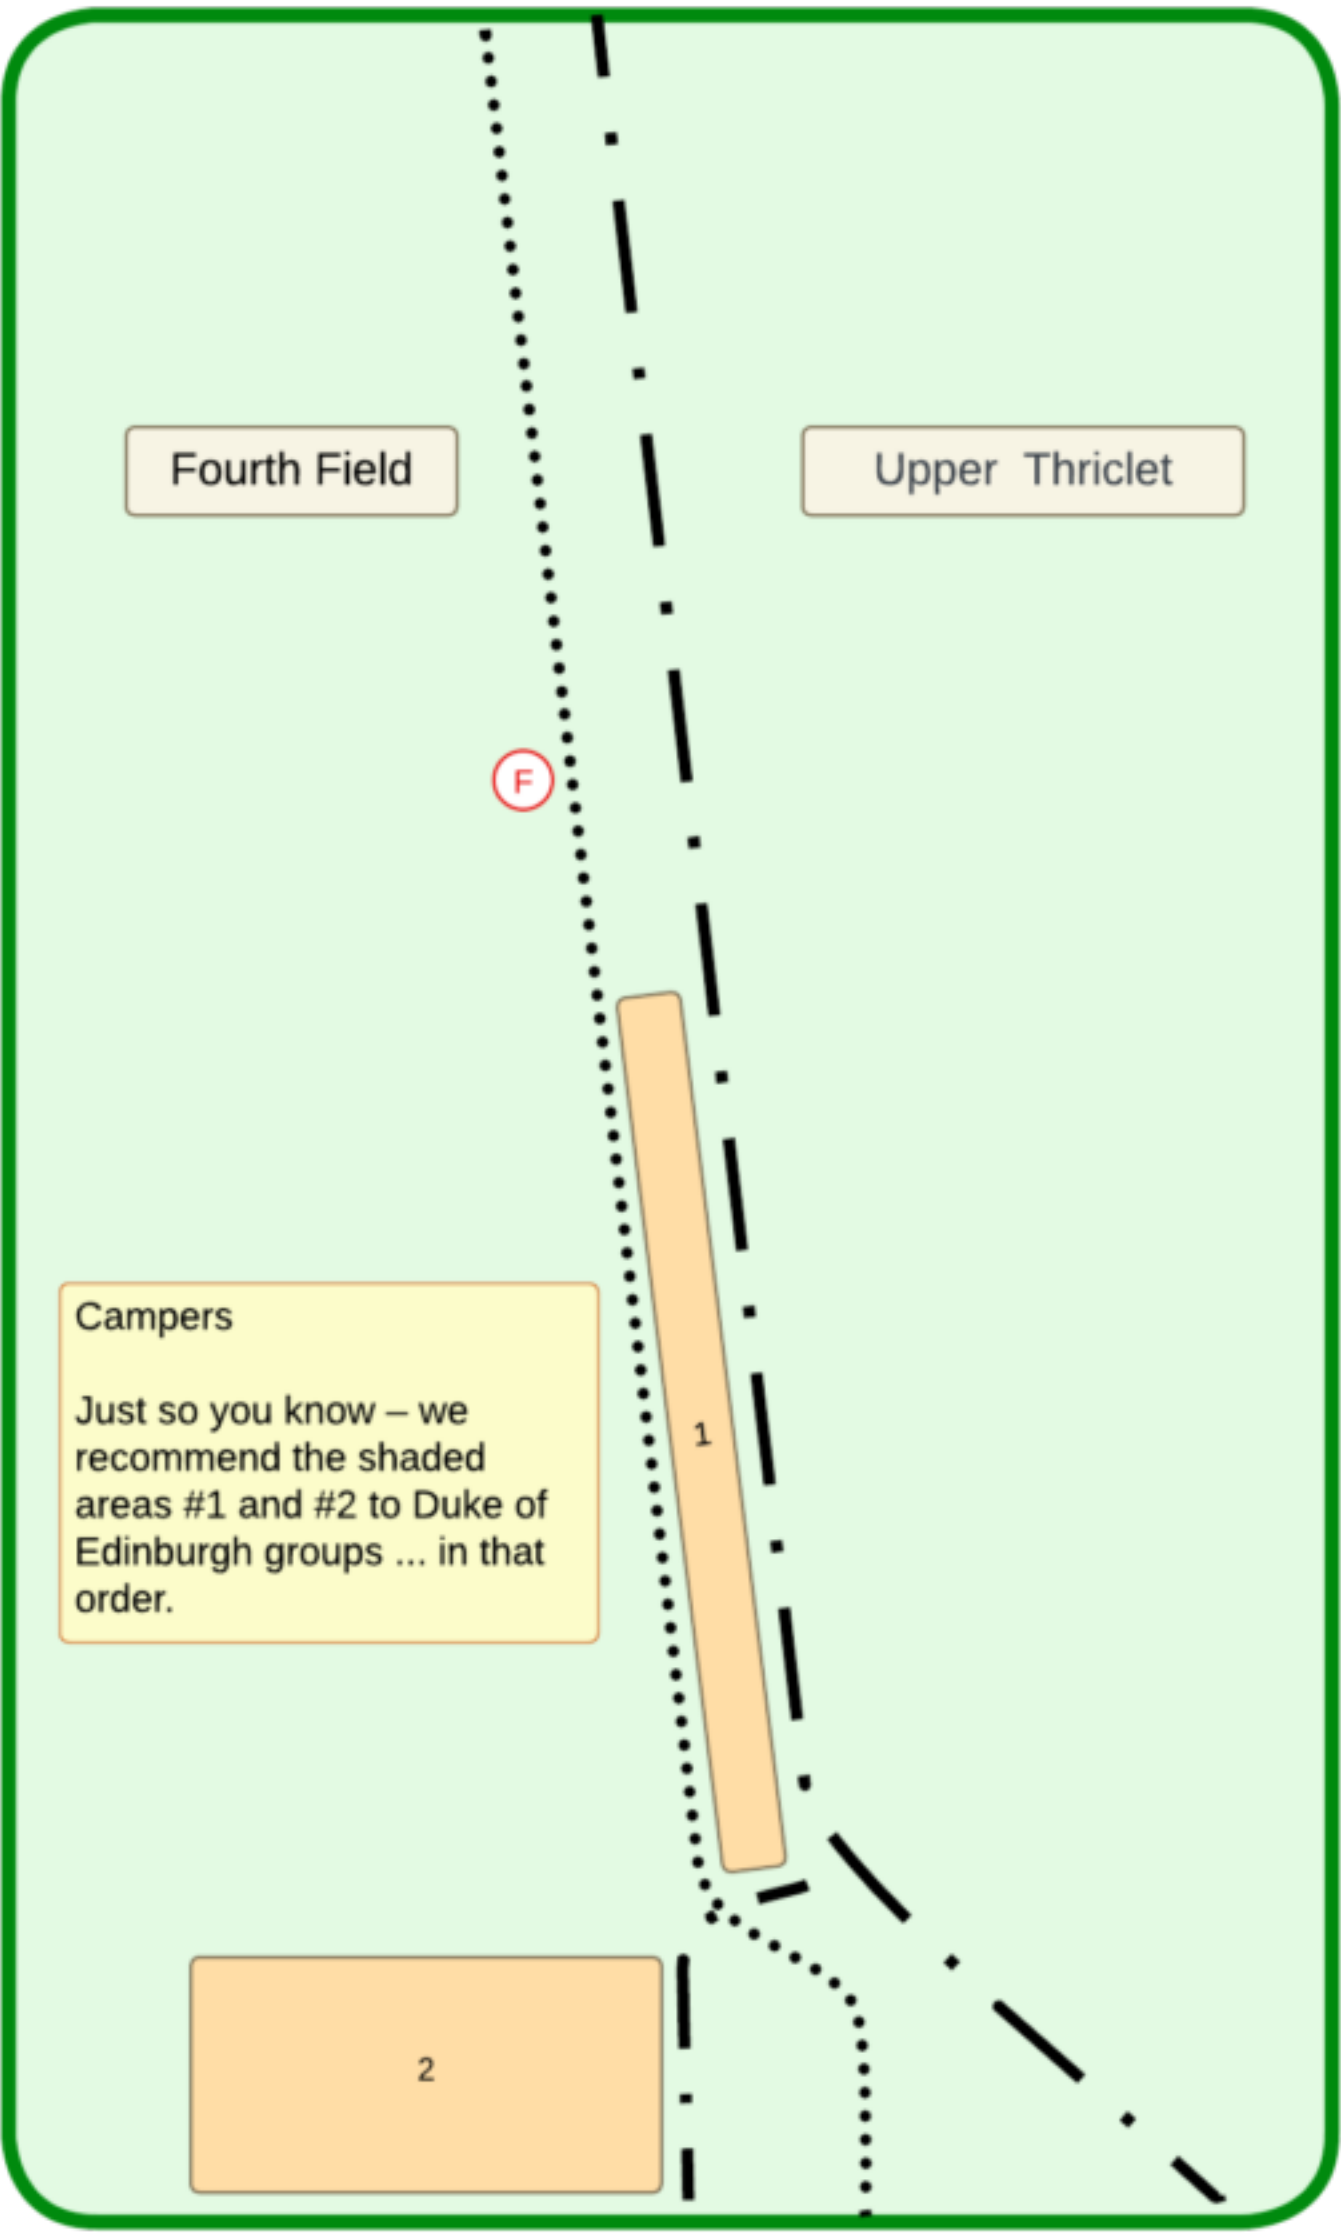 Fourth Field
Upper Thriclet
F
Campers
Just so you know – we
recommend the shaded
areas #1 and #2 to Duke of
Edinburgh groups ... in that
order.
1
2